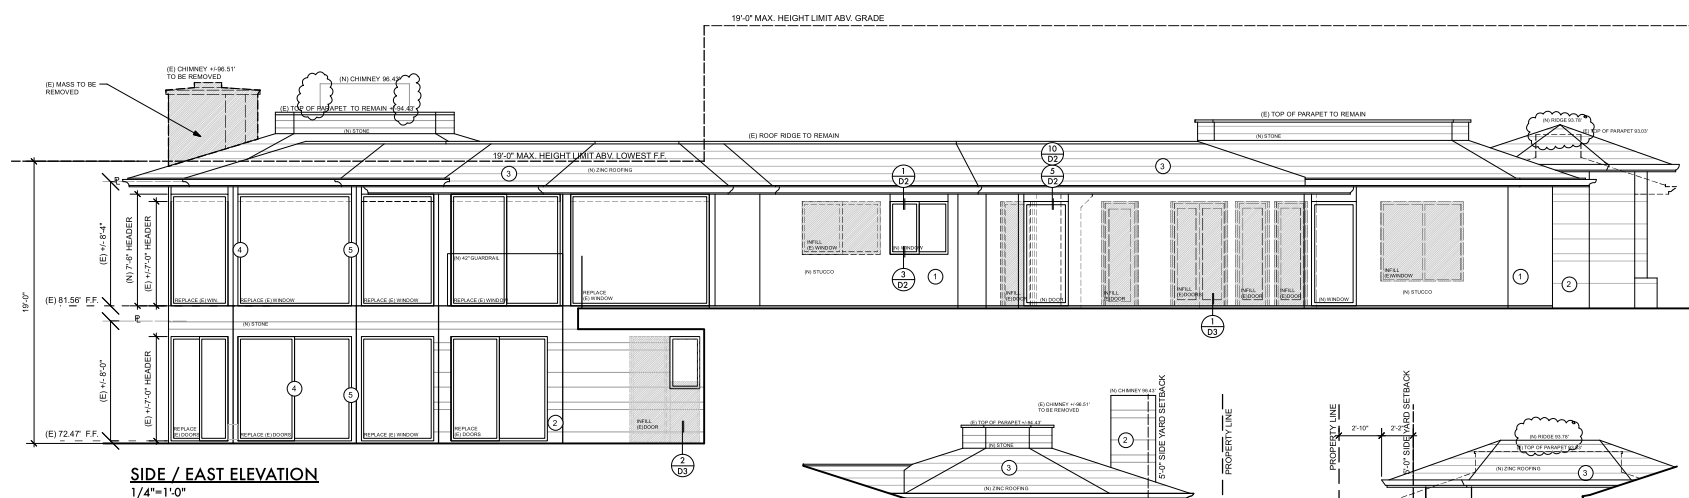 19'-0" MAX. HEIGHT LIMIT ABV. GRADE
(E) CHIMNEY +/-96.51'
TO BE REMOVED
(E) MASS TO BE
REMOVED
(N) CHIMNEY 96.43'
(E) TOP OF PARAPET TO REMAIN +/-94.43'
(N) STONE
(E) ROOF RIDGE TO REMAIN
(E) TOP OF PARAPET TO REMAIN
(N) STONE
(N) RIDGE 93.78'
(E) TOP OF PARAPET 93.03'
19'-0" MAX. HEIGHT LIMIT ABV. LOWEST F.F.
(N) ZINC ROOFING
3
1
D2
10
D2
5
D2
3
(E) +/- 8'-4"
(N) 7'-6" HEADER
(E) +/-7'-0" HEADER
4
5
(N) 42" GUARDRAIL
INFILL
(E) WINDOW
(N) WINDOW
(N) STUCCO
3
D2
1
INFILL
(E)DOOR
(N) DOOR
INFILL
(E)DOOR
INFILL
(E)DOORS
INFILL
(E)DOOR
INFILL
(E)DOOR
(N) WINDOW
INFILL
(E)WINDOW
(N) STUCCO
1
2
REPLACE (E) WIN.
REPLACE (E) WINDOW
REPLACE (E) WINDOW
REPLACE (E) WINDOW
REPLACE
(E) WINDOW
(E) 81.56' F.F.
19'-0"
1
D3
(N) STONE
(E) +/- 8'-0"
(E) +/-7'-0" HEADER
4
5
REPLACE
(E)DOORS
REPLACE (E)DOORS
REPLACE (E) WINDOW
REPLACE
(E) DOORS
2
INFILL
(E)DOOR
(E) 72.47' F.F.
2
D3
SIDE / EAST ELEVATION
1/4"=1'-0"
(E) TOP OF PARAPET +/-94.43'
(N) STONE
3
(N) ZINC ROOFING
(E) CHIMNEY +/-96.51'
TO BE REMOVED
(N) CHIMNEY 96.43'
2
5'-0" SIDE YARD SETBACK
PROPERTY LINE
PROPERTY LINE
2'-10"
2'-2"
5'-0" SIDE YARD SETBACK
(N) RIDGE 93.78'
(E) TOP OF PARAPET 93.03'
(N) ZINC ROOFING
3